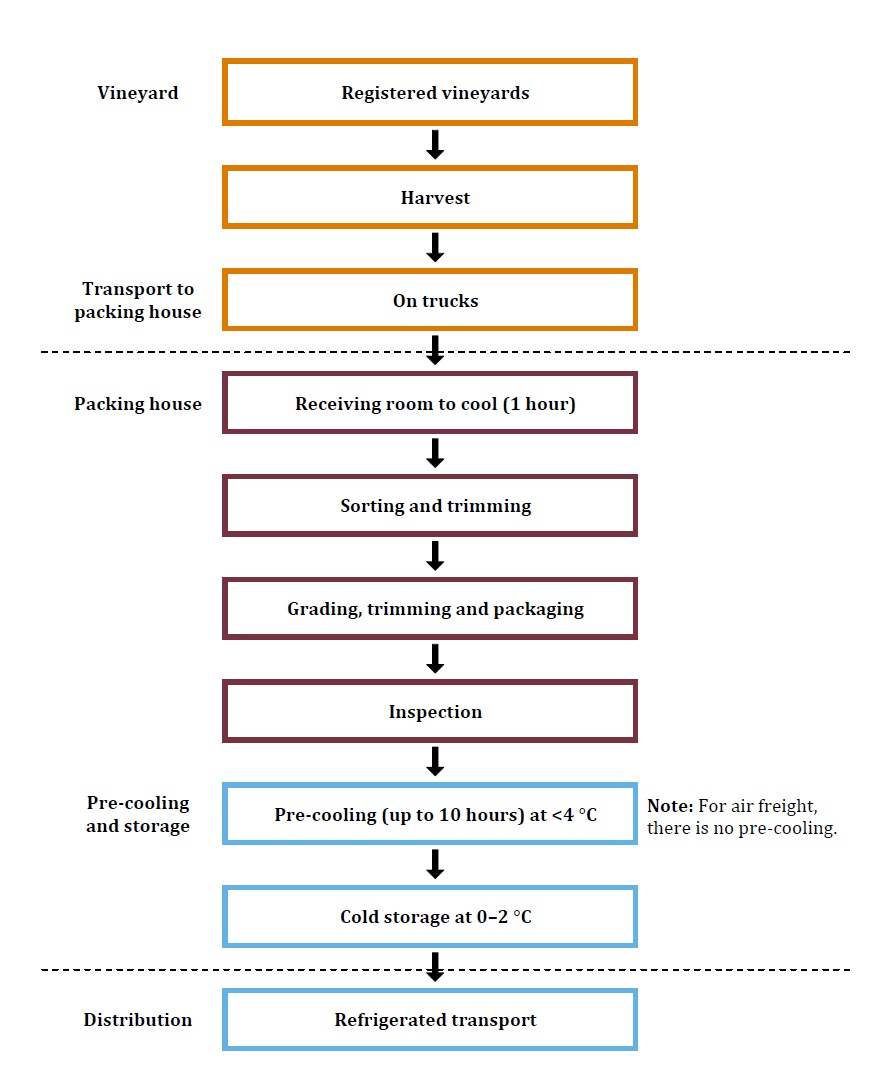 Vineyard
Registered vineyards
Harvest
Transport to
packing house
On trucks
Packing house
Receiving room to cool (1 hour)
Sorting and trimming
Grading, trimming and packaging
Inspection
Pre-cooling
and storage
Pre-cooling (up to 10 hours) at <4 °C
Note: For air freight,
there is no pre-cooling.
Cold storage at 0–2 °C
Distribution
Refrigerated transport